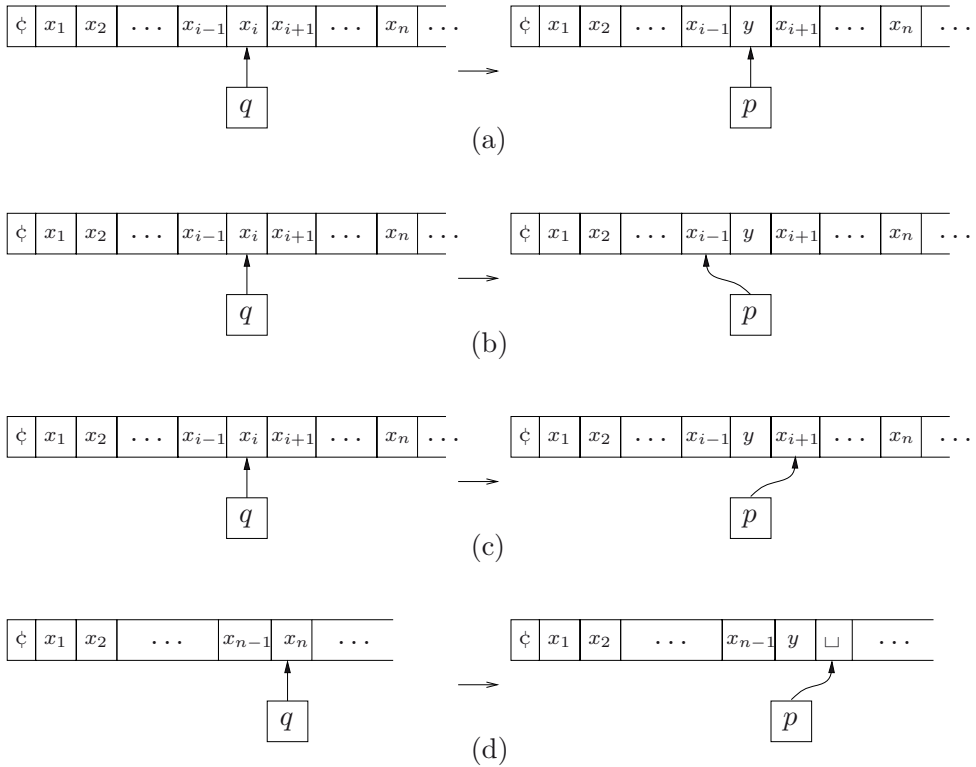 ¢ x₁ x₂ ... xᵢ₋₁ xᵢ xᵢ₊₁ ... xₙ ... ¢ x₁ x₂ ... xᵢ₋₁ y xᵢ₊₁ ... xₙ ...
q p
(a)
¢ x₁ x₂ ... xᵢ₋₁ xᵢ xᵢ₊₁ ... xₙ ... ¢ x₁ x₂ ... xᵢ₋₁ y xᵢ₊₁ ... xₙ ...
q p
(b)
¢ x₁ x₂ ... xᵢ₋₁ xᵢ xᵢ₊₁ ... xₙ ... ¢ x₁ x₂ ... xᵢ₋₁ y xᵢ₊₁ ... xₙ ...
q p
(c)
¢ x₁ x₂ ... xₙ₋₁ xₙ ... ¢ x₁ x₂ ... xₙ₋₁ y ⊔ ...
q p
(d)